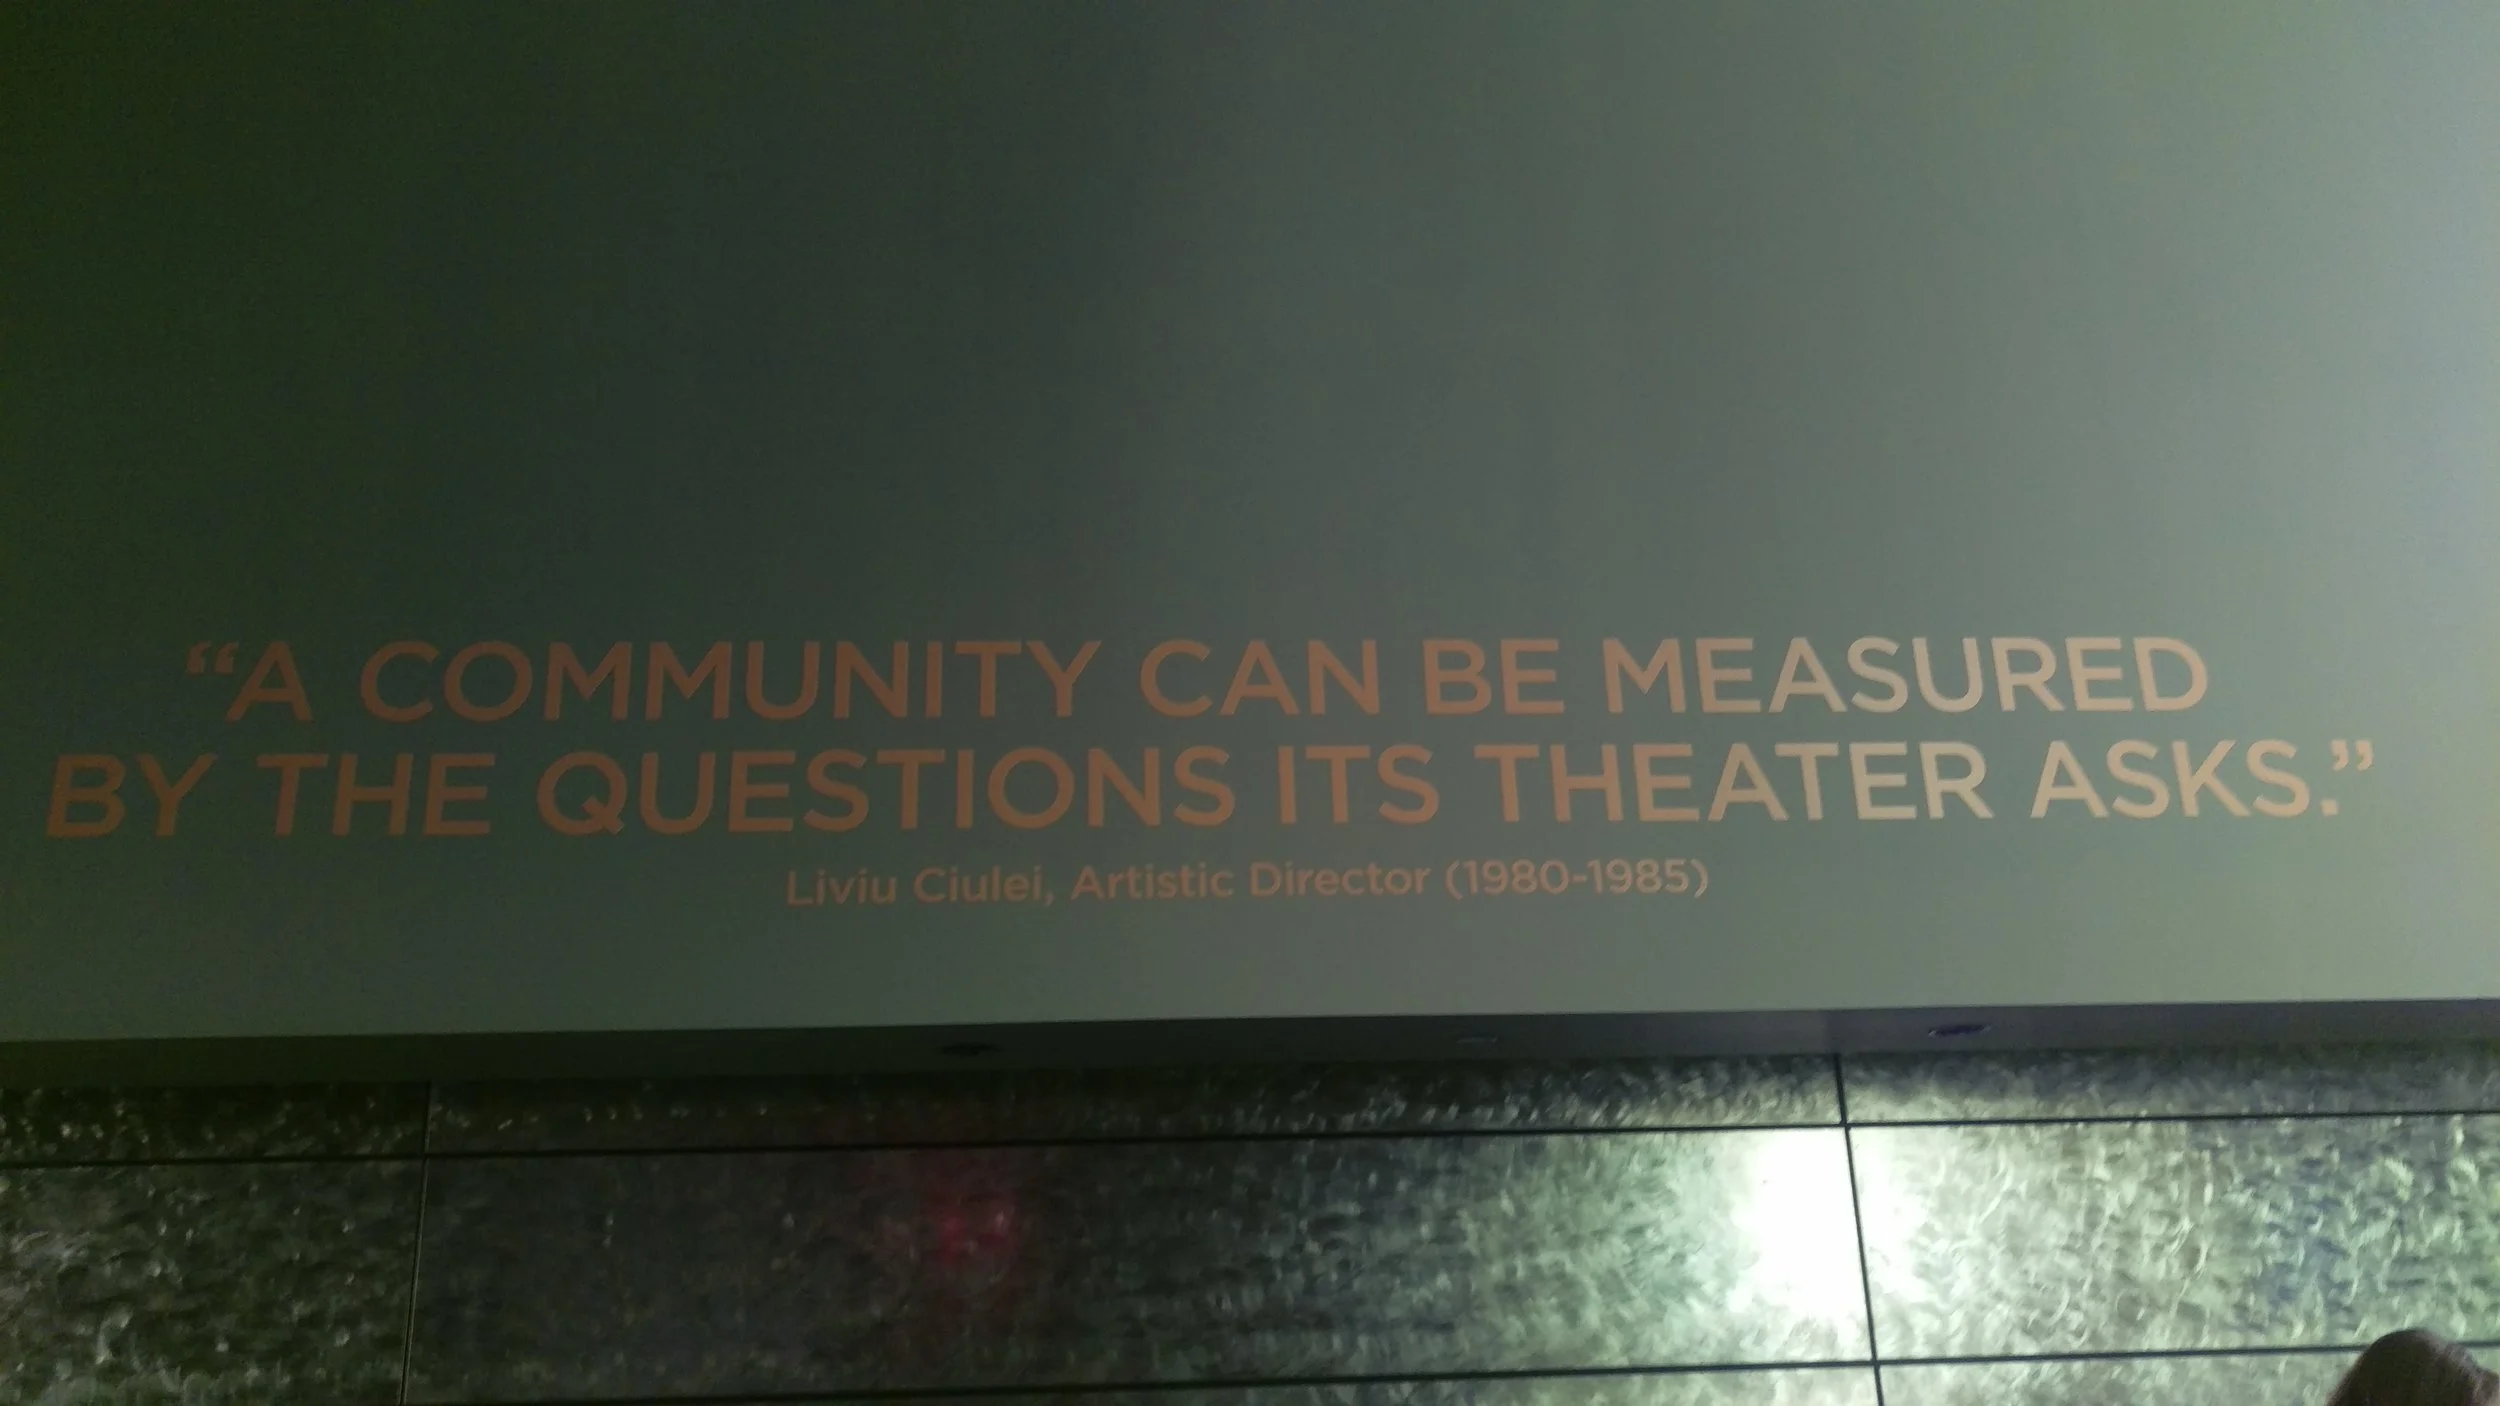 “A COMMUNITY CAN BE MEASURED
BY THE QUESTIONS ITS THEATER ASKS.”
Liviu Ciulei, Artistic Director (1980-1985)